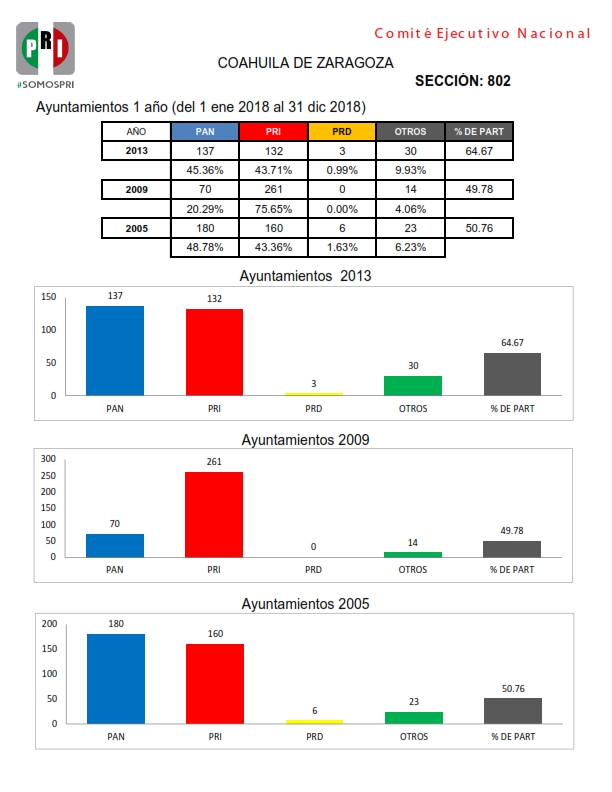 Comité Ejecutivo Nacional
PRI
#SOMOSPRI
COAHUILA DE ZARAGOZA
SECCIÓN: 802
Ayuntamientos 1 año (del 1 ene 2018 al 31 dic 2018)
AÑO PAN PRI PRD OTROS % DE PART
2013 137 132 3 30 64.67
45.36% 43.71% 0.99% 9.93%
2009 70 261 0 14 49.78
20.29% 75.65% 0.00% 4.06%
2005 180 160 6 23 50.76
48.78% 43.36% 1.63% 6.23%
Ayuntamientos 2013
150
100
50
0
137 132 3 30 64.67
PAN PRI PRD OTROS % DE PART
Ayuntamientos 2009
300
250
200
150
100
50
0
70 261 0 14 49.78
PAN PRI PRD OTROS % DE PART
Ayuntamientos 2005
200
150
100
50
0
180 160 6 23 50.76
PAN PRI PRD OTROS % DE PART